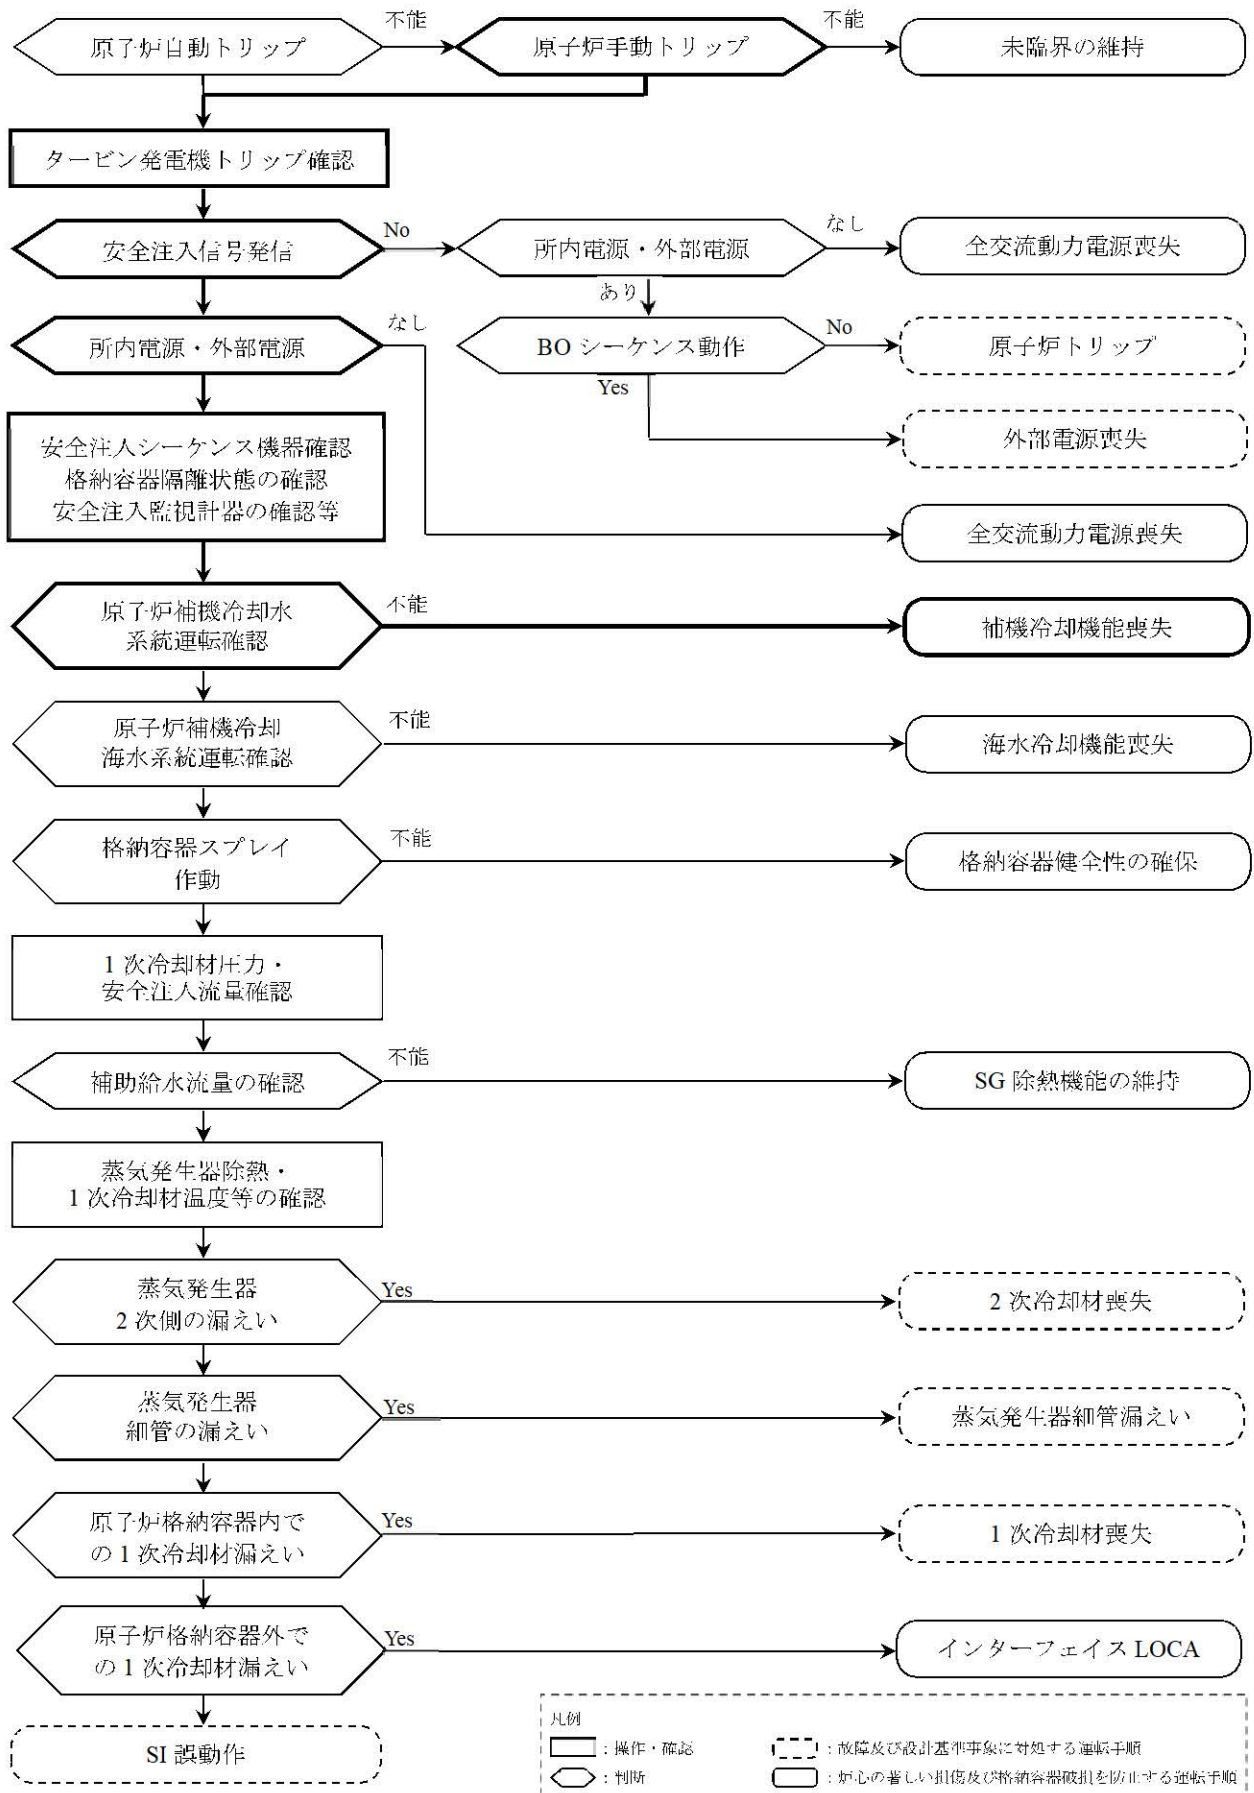 原子炉自動トリップ
不能
原子炉手動トリップ
不能
未臨界の維持
タービン発電機トリップ確認
安全注入信号発信
No
所内電源・外部電源
なし
全交流動力電源喪失
あり
所内電源・外部電源
なし
BO シーケンス動作
No
原子炉トリップ
Yes
外部電源喪失
安全注入シーケンス機器確認
格納容器隔離状態の確認
安全注入監視計器の確認等
全交流動力電源喪失
原子炉補機冷却水
系統運転確認
不能
補機冷却機能喪失
原子炉補機冷却
海水系統運転確認
不能
海水冷却機能喪失
格納容器スプレイ
作動
不能
格納容器健全性の確保
1 次冷却材圧力・
安全注入流量確認
補助給水流量の確認
不能
SG 除熱機能の維持
蒸気発生器除熱・
1 次冷却材温度等の確認
蒸気発生器
2 次側の漏えい
Yes
2 次冷却材喪失
蒸気発生器
細管の漏えい
Yes
蒸気発生器細管漏えい
原子炉格納容器内で
の 1 次冷却材漏えい
Yes
1 次冷却材喪失
原子炉格納容器外で
の 1 次冷却材漏えい
Yes
インターフェイス LOCA
SI 誤動作
凡例
：操作・確認
：故障及び設計基準事象に対処する運転手順
：判断
：炉心の著しい損傷及び格納容器破損を防止する運転手順